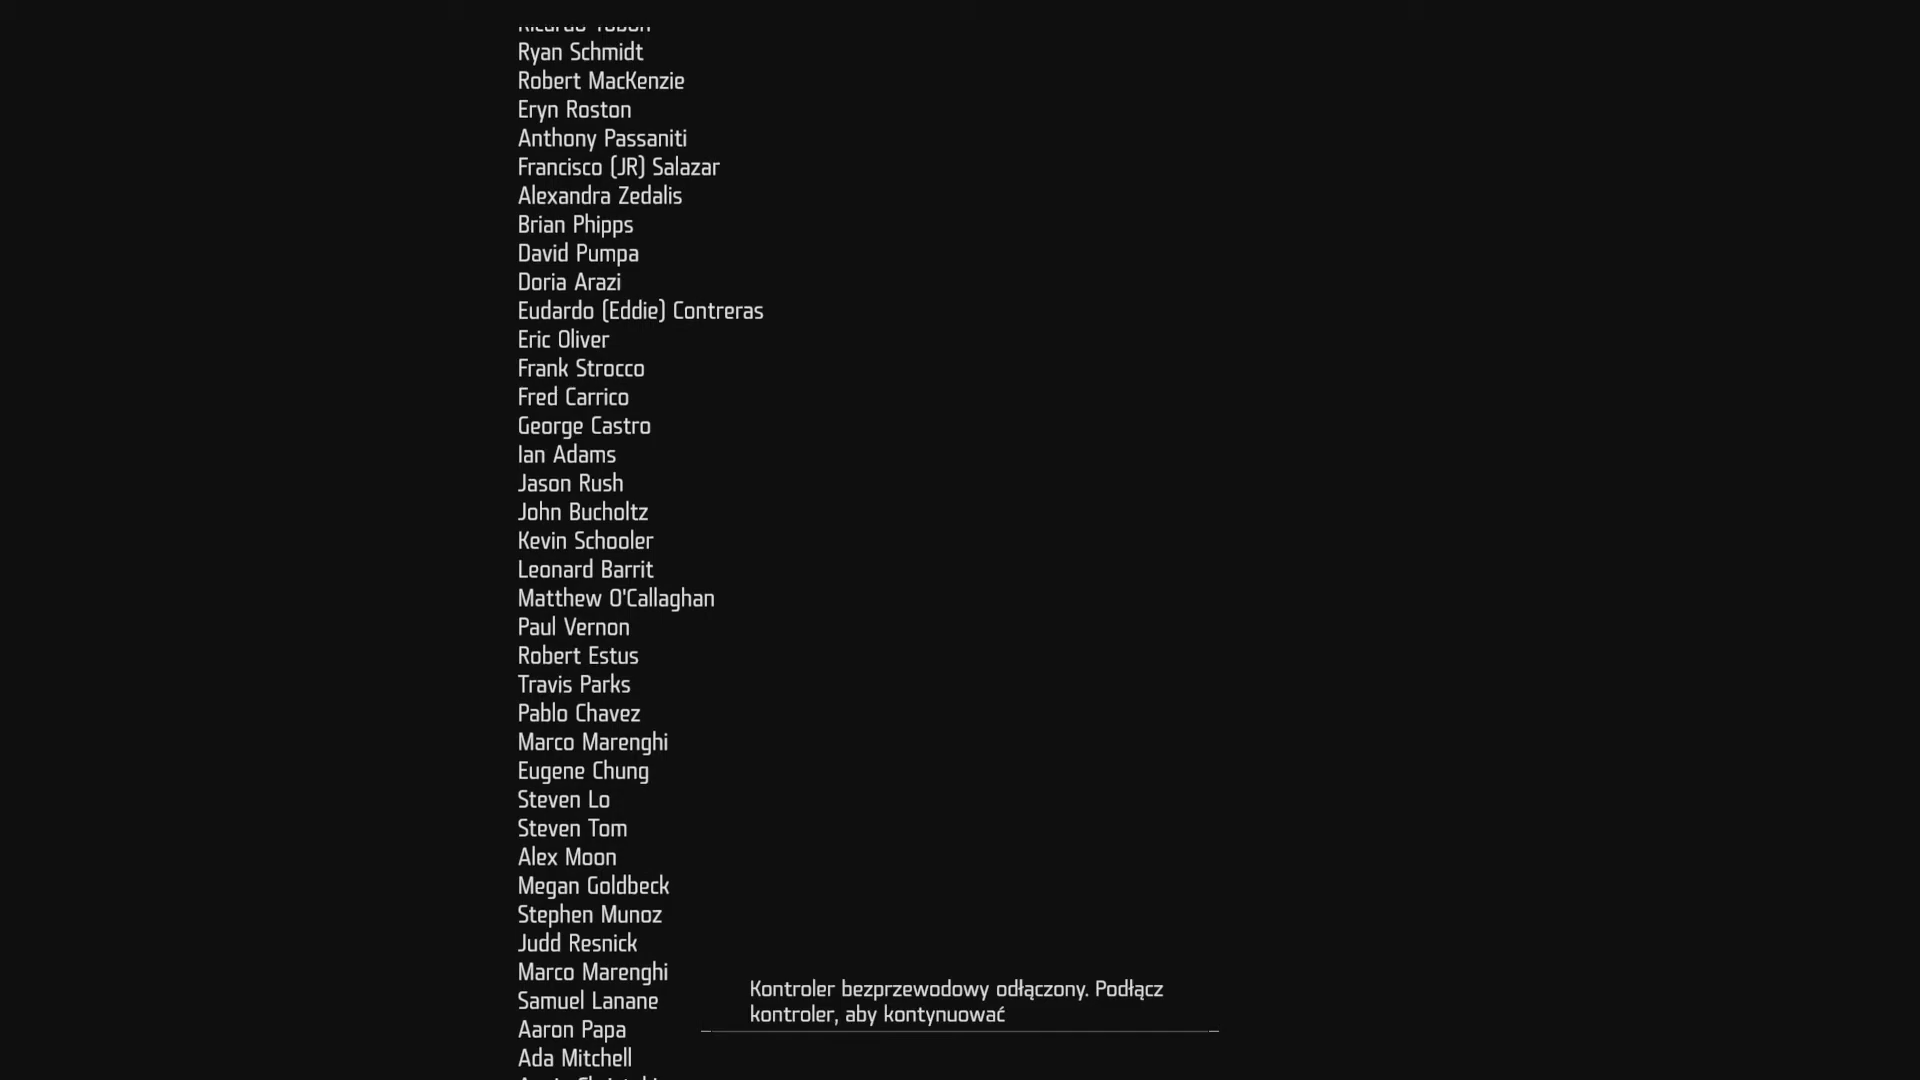 Ryan Schmidt
Robert MacKenzie
Eryn Roston
Anthony Passaniti
Francisco (JR) Salazar
Alexandra Zedalis
Brian Phipps
David Pumpa
Doria Arazi
Eudardo (Eddie) Contreras
Eric Oliver
Frank Strocco
Fred Carrico
George Castro
Ian Adams
Jason Rush
John Bucholtz
Kevin Schooler
Leonard Barrit
Matthew O'Callaghan
Paul Vernon
Robert Estus
Travis Parks
Pablo Chavez
Marco Marenghi
Eugene Chung
Steven Lo
Steven Tom
Alex Moon
Megan Goldbeck
Stephen Munoz
Judd Resnick
Marco Marenghi
Samuel Lanane
Aaron Papa
Ada Mitchell
Kontroler bezprzewodowy odłączony. Podłącz
kontroler, aby kontynuować